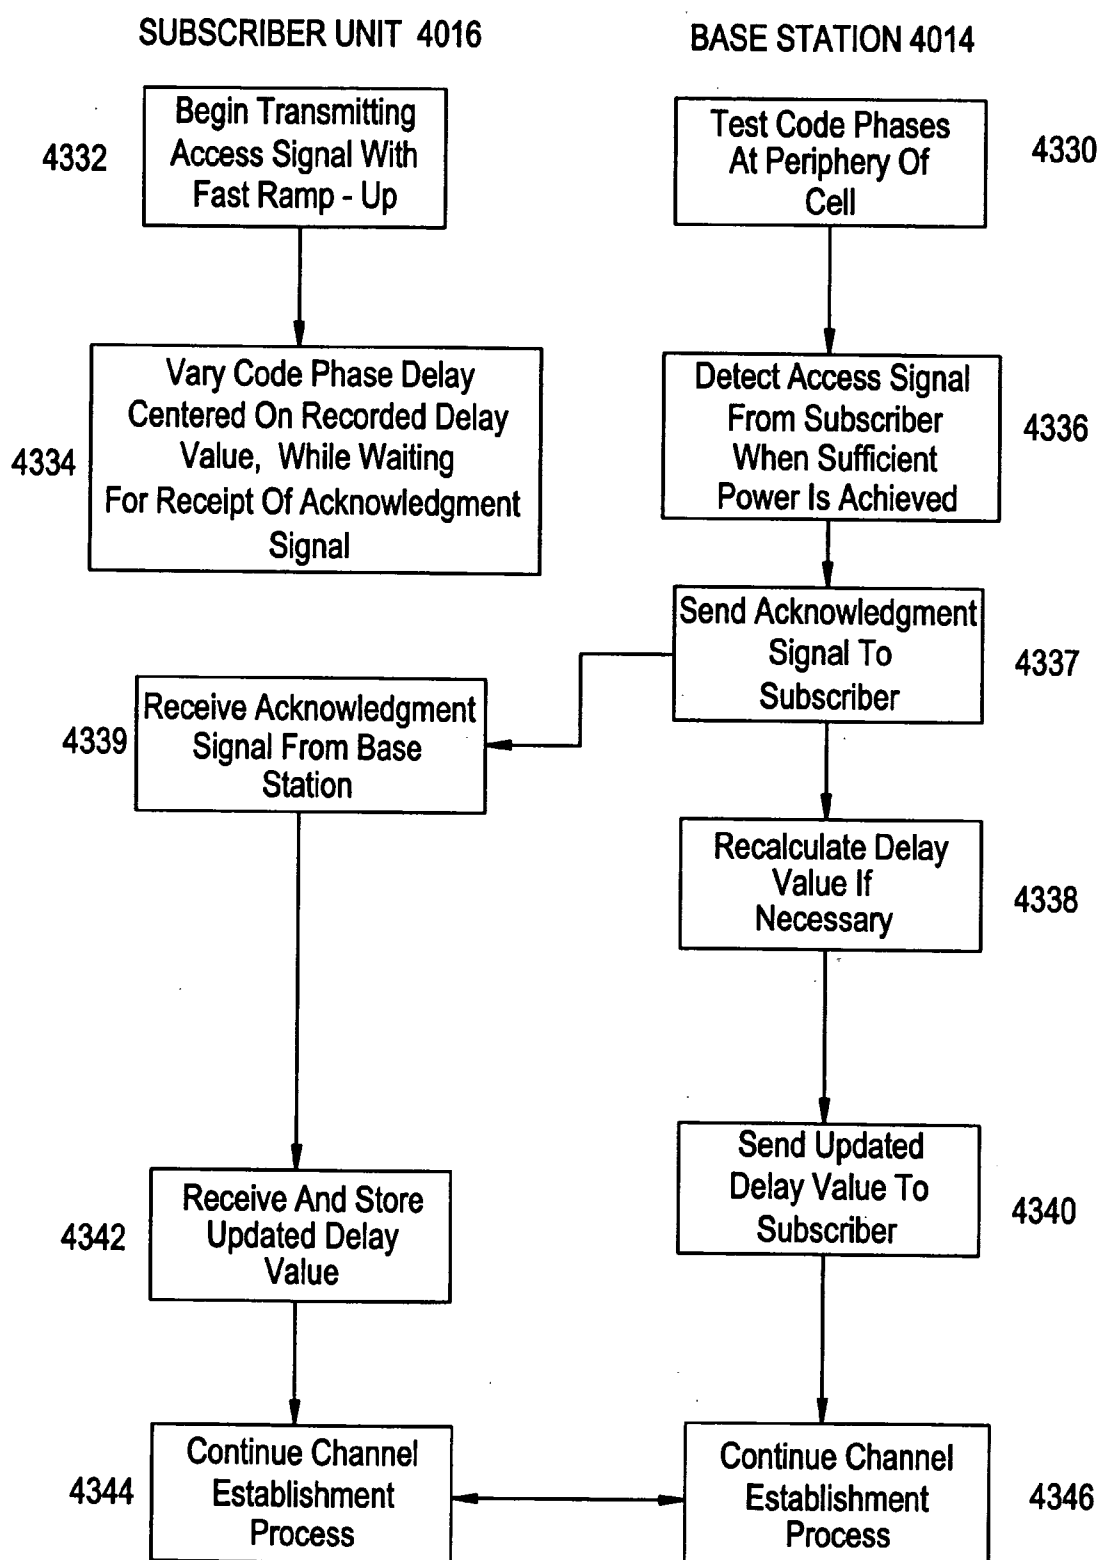 SUBSCRIBER UNIT 4016
BASE STATION 4014
4332
Begin Transmitting
Access Signal With
Fast Ramp - Up
Test Code Phases
At Periphery Of
Cell
4330
4334
Vary Code Phase Delay
Centered On Recorded Delay
Value, While Waiting
For Receipt Of Acknowledgment
Signal
Detect Access Signal
From Subscriber
When Sufficient
Power Is Achieved
4336
Send Acknowledgment
Signal To
Subscriber
4337
4339
Receive Acknowledgment
Signal From Base
Station
Recalculate Delay
Value If
Necessary
4338
Send Updated
Delay Value To
Subscriber
4340
4342
Receive And Store
Updated Delay
Value
4344
Continue Channel
Establishment
Process
Continue Channel
Establishment
Process
4346